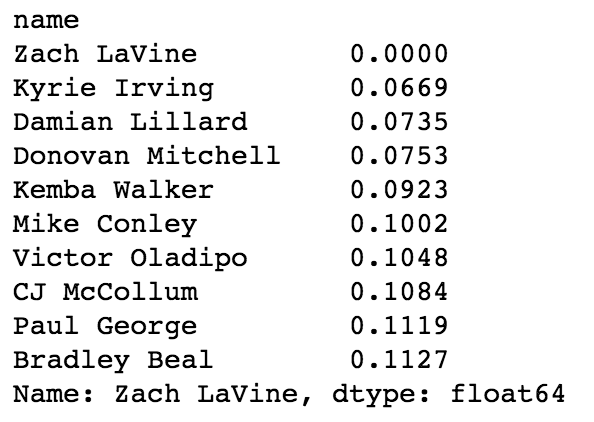 name
Zach LaVine 0.0000
Kyrie Irving 0.0669
Damian Lillard 0.0735
Donovan Mitchell 0.0753
Kemba Walker 0.0923
Mike Conley 0.1002
Victor Oladipo 0.1048
CJ McCollum 0.1084
Paul George 0.1119
Bradley Beal 0.1127
Name: Zach LaVine, dtype: float64